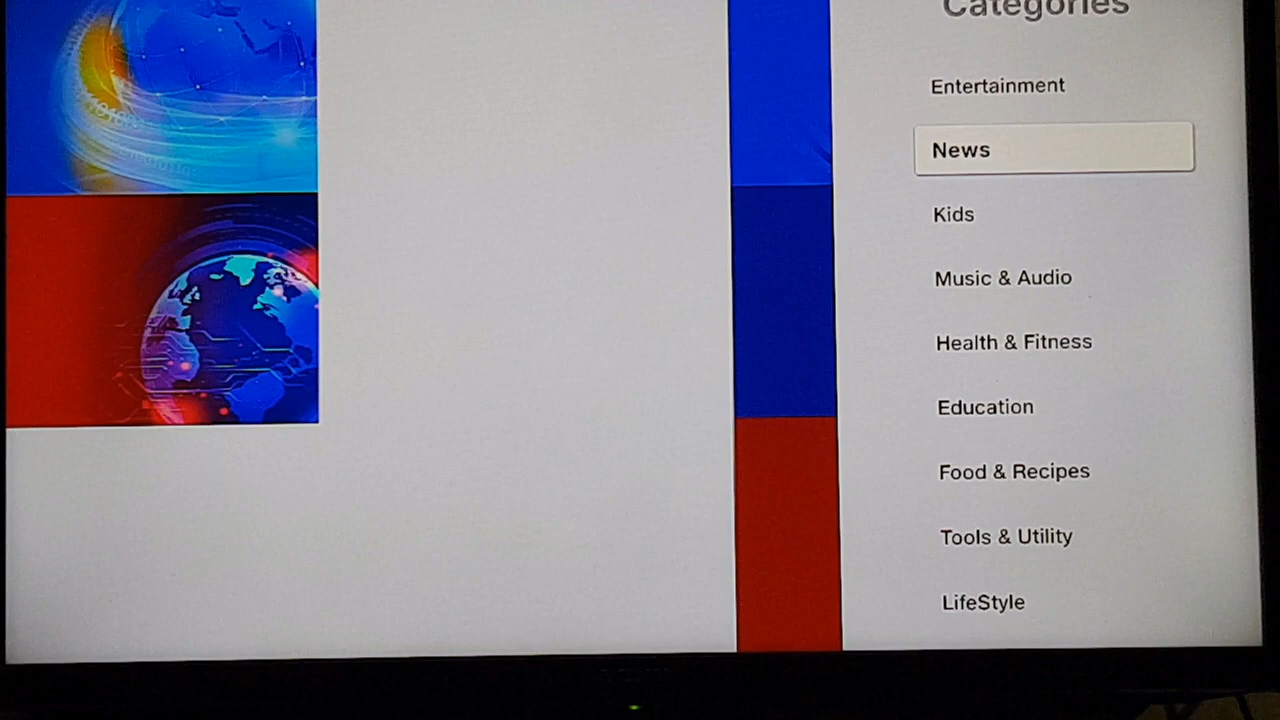 Categories
Entertainment
News
Kids
Music & Audio
Health & Fitness
Education
Food & Recipes
Tools & Utility
LifeStyle